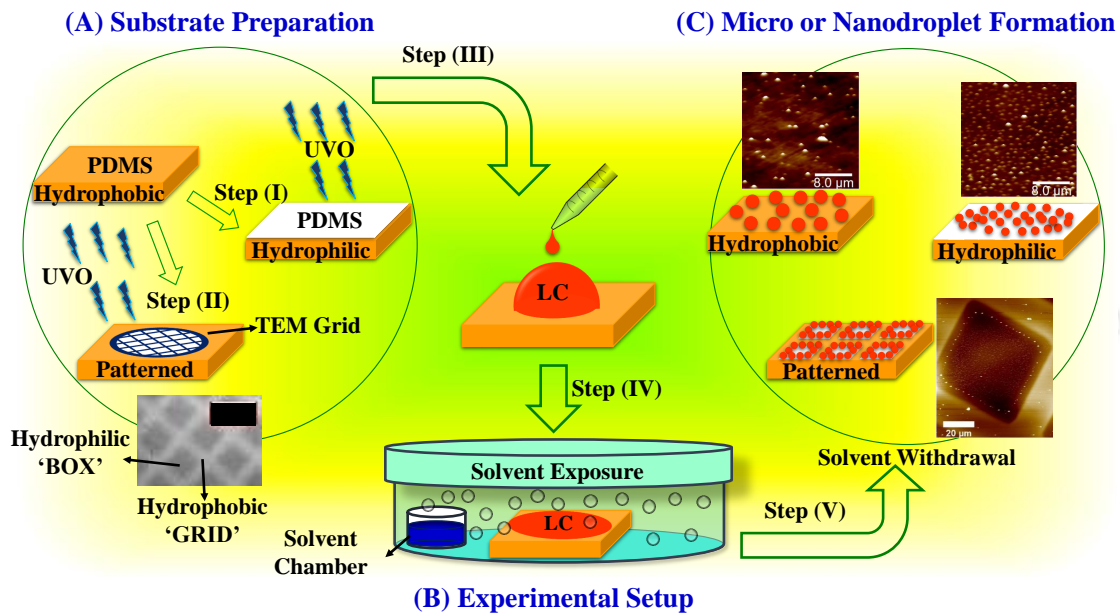 (A) Substrate Preparation
UVO
PDMS
Hydrophobic
Step (I)
PDMS
Hydrophilic
UVO
Step (II)
TEM Grid
Patterned
Hydrophilic
‘BOX’
Hydrophobic
‘GRID’
Step (III)
LC
Step (IV)
Solvent Exposure
LC
Solvent
Chamber
(B) Experimental Setup
Step (V)
(C) Micro or Nanodroplet Formation
8.0 μm
Hydrophobic
8.0 μm
Hydrophilic
Patterned
20 μm
Solvent Withdrawal